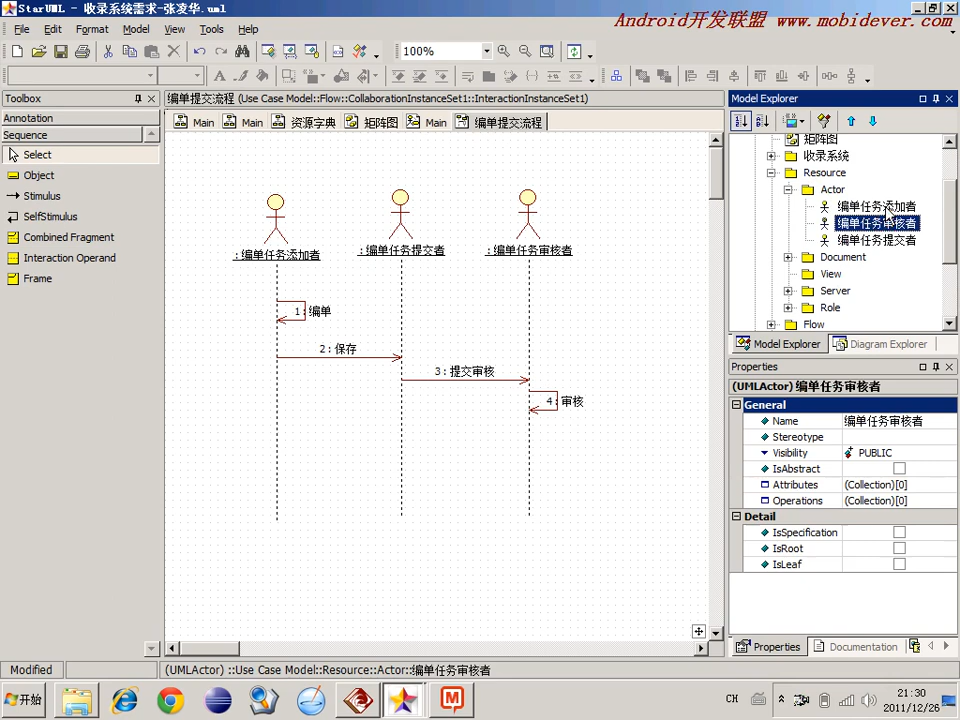 StarUML - 收录系统需求-张凌华.uml
Android开发联盟 www.mobidever.com
File Edit Format Model View Tools Help
100%
Toolbox
编单提交流程 (Use Case Model::Flow::CollaborationInstanceSet1::InteractionInstanceSet1)
Model Explorer
Annotation
Sequence
Main
Main
资源字典
矩阵图
Main
编单提交流程
Select
Object
Stimulus
SelfStimulus
Combined Fragment
Interaction Operand
Frame
: 编单任务添加者
: 编单任务提交者
: 编单任务审核者
1 : 编单
2 : 保存
3 : 提交审核
4 : 审核
矩阵图
收录系统
Resource
Actor
编单任务添加者
编单任务审核者
编单任务提交者
Document
View
Server
Role
Flow
Model Explorer
Diagram Explorer
Properties
(UMLActor) 编单任务审核者
General
Name 编单任务审核者
Stereotype
Visibility PUBLIC
IsAbstract
Attributes (Collection)[0]
Operations (Collection)[0]
Detail
IsSpecification
IsRoot
IsLeaf
Properties
Documentation
Modified
(UMLActor) ::Use Case Model::Resource::Actor::编单任务审核者
开始
CH
21:30
2011/12/26